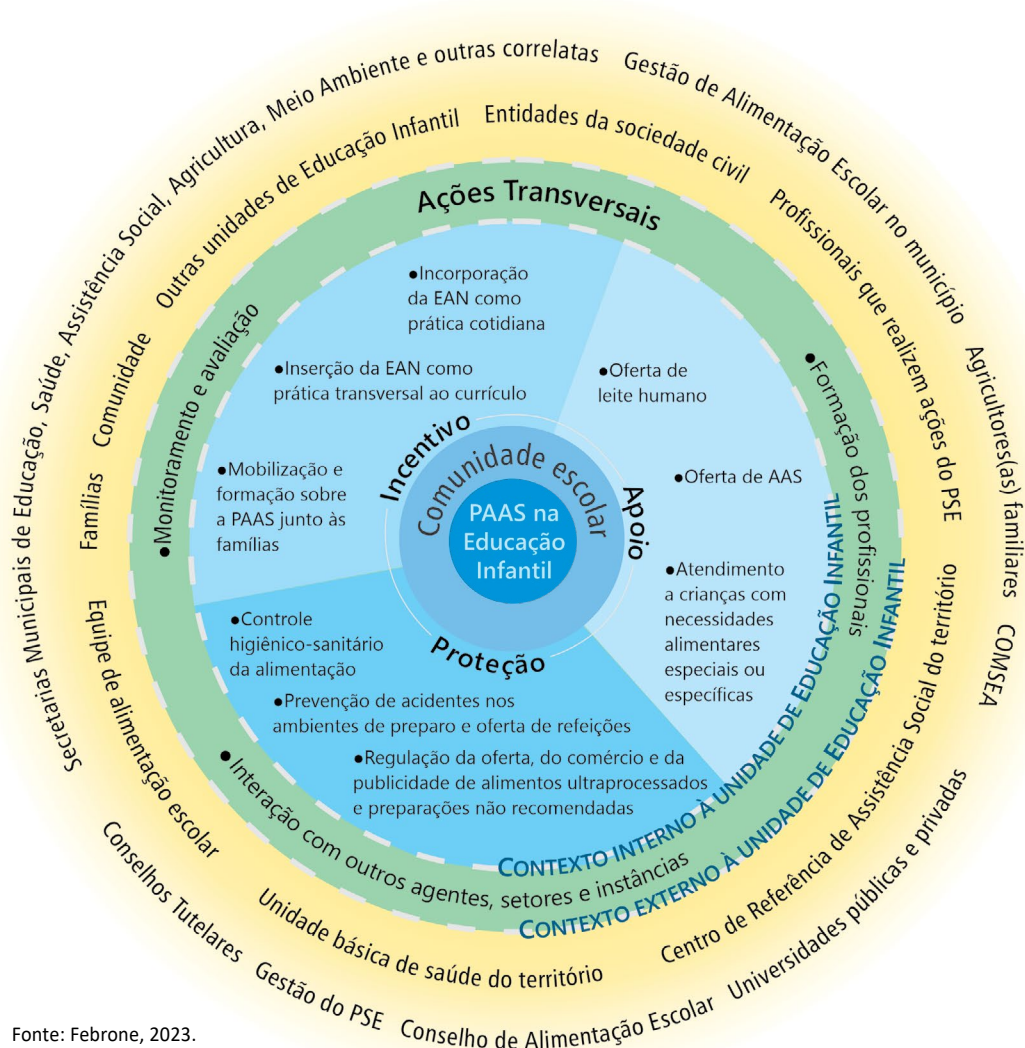 Secretarias Municipais de Educação, Saúde, Assistência Social, Agricultura, Meio Ambiente e outras correlatas
Gestão de Alimentação Escolar no município
Agricultores(as) familiares
COMSEA
Universidades públicas e privadas
Conselho de Alimentação Escolar
Gestão do PSE
Conselhos Tutelares
Famílias
Comunidade
Outras unidades de Educação Infantil
Entidades da sociedade civil
Profissionais que realizem ações do PSE
Centro de Referência de Assistência Social do território
Unidade básica de saúde do território
Equipe de alimentação escolar
Ações Transversais
●Monitoramento e avaliação
●Formação dos profissionais
●Interação com outros agentes, setores e instâncias
CONTEXTO INTERNO À UNIDADE DE EDUCAÇÃO INFANTIL
CONTEXTO EXTERNO À UNIDADE DE EDUCAÇÃO INFANTIL
●Incorporação
da EAN como
prática cotidiana
●Inserção da EAN como
prática transversal ao currículo
●Mobilização e
formação sobre
a PAAS junto às
famílias
●Oferta de
leite humano
●Oferta de AAS
●Atendimento
a crianças com
necessidades
alimentares
especiais ou
específicas
Incentivo
Apoio
Proteção
Comunidade escolar
PAAS na
Educação
Infantil
●Controle
higiênico-sanitário
da alimentação
●Prevenção de acidentes nos
ambientes de preparo e oferta de refeições
●Regulação da oferta, do comércio e da
publicidade de alimentos ultraprocessados
e preparações não recomendadas
Fonte: Febrone, 2023.